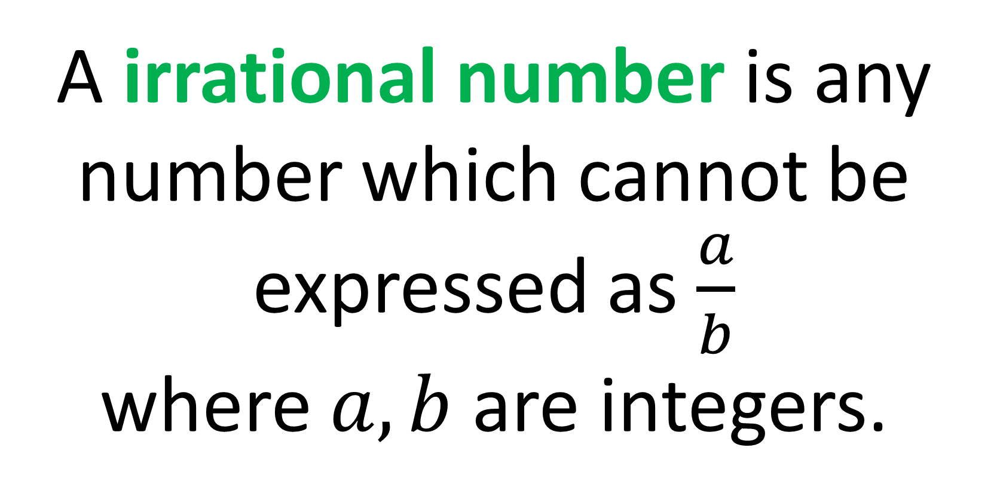 A irrational number is any
number which cannot be
expressed as a/b
where a, b are integers.